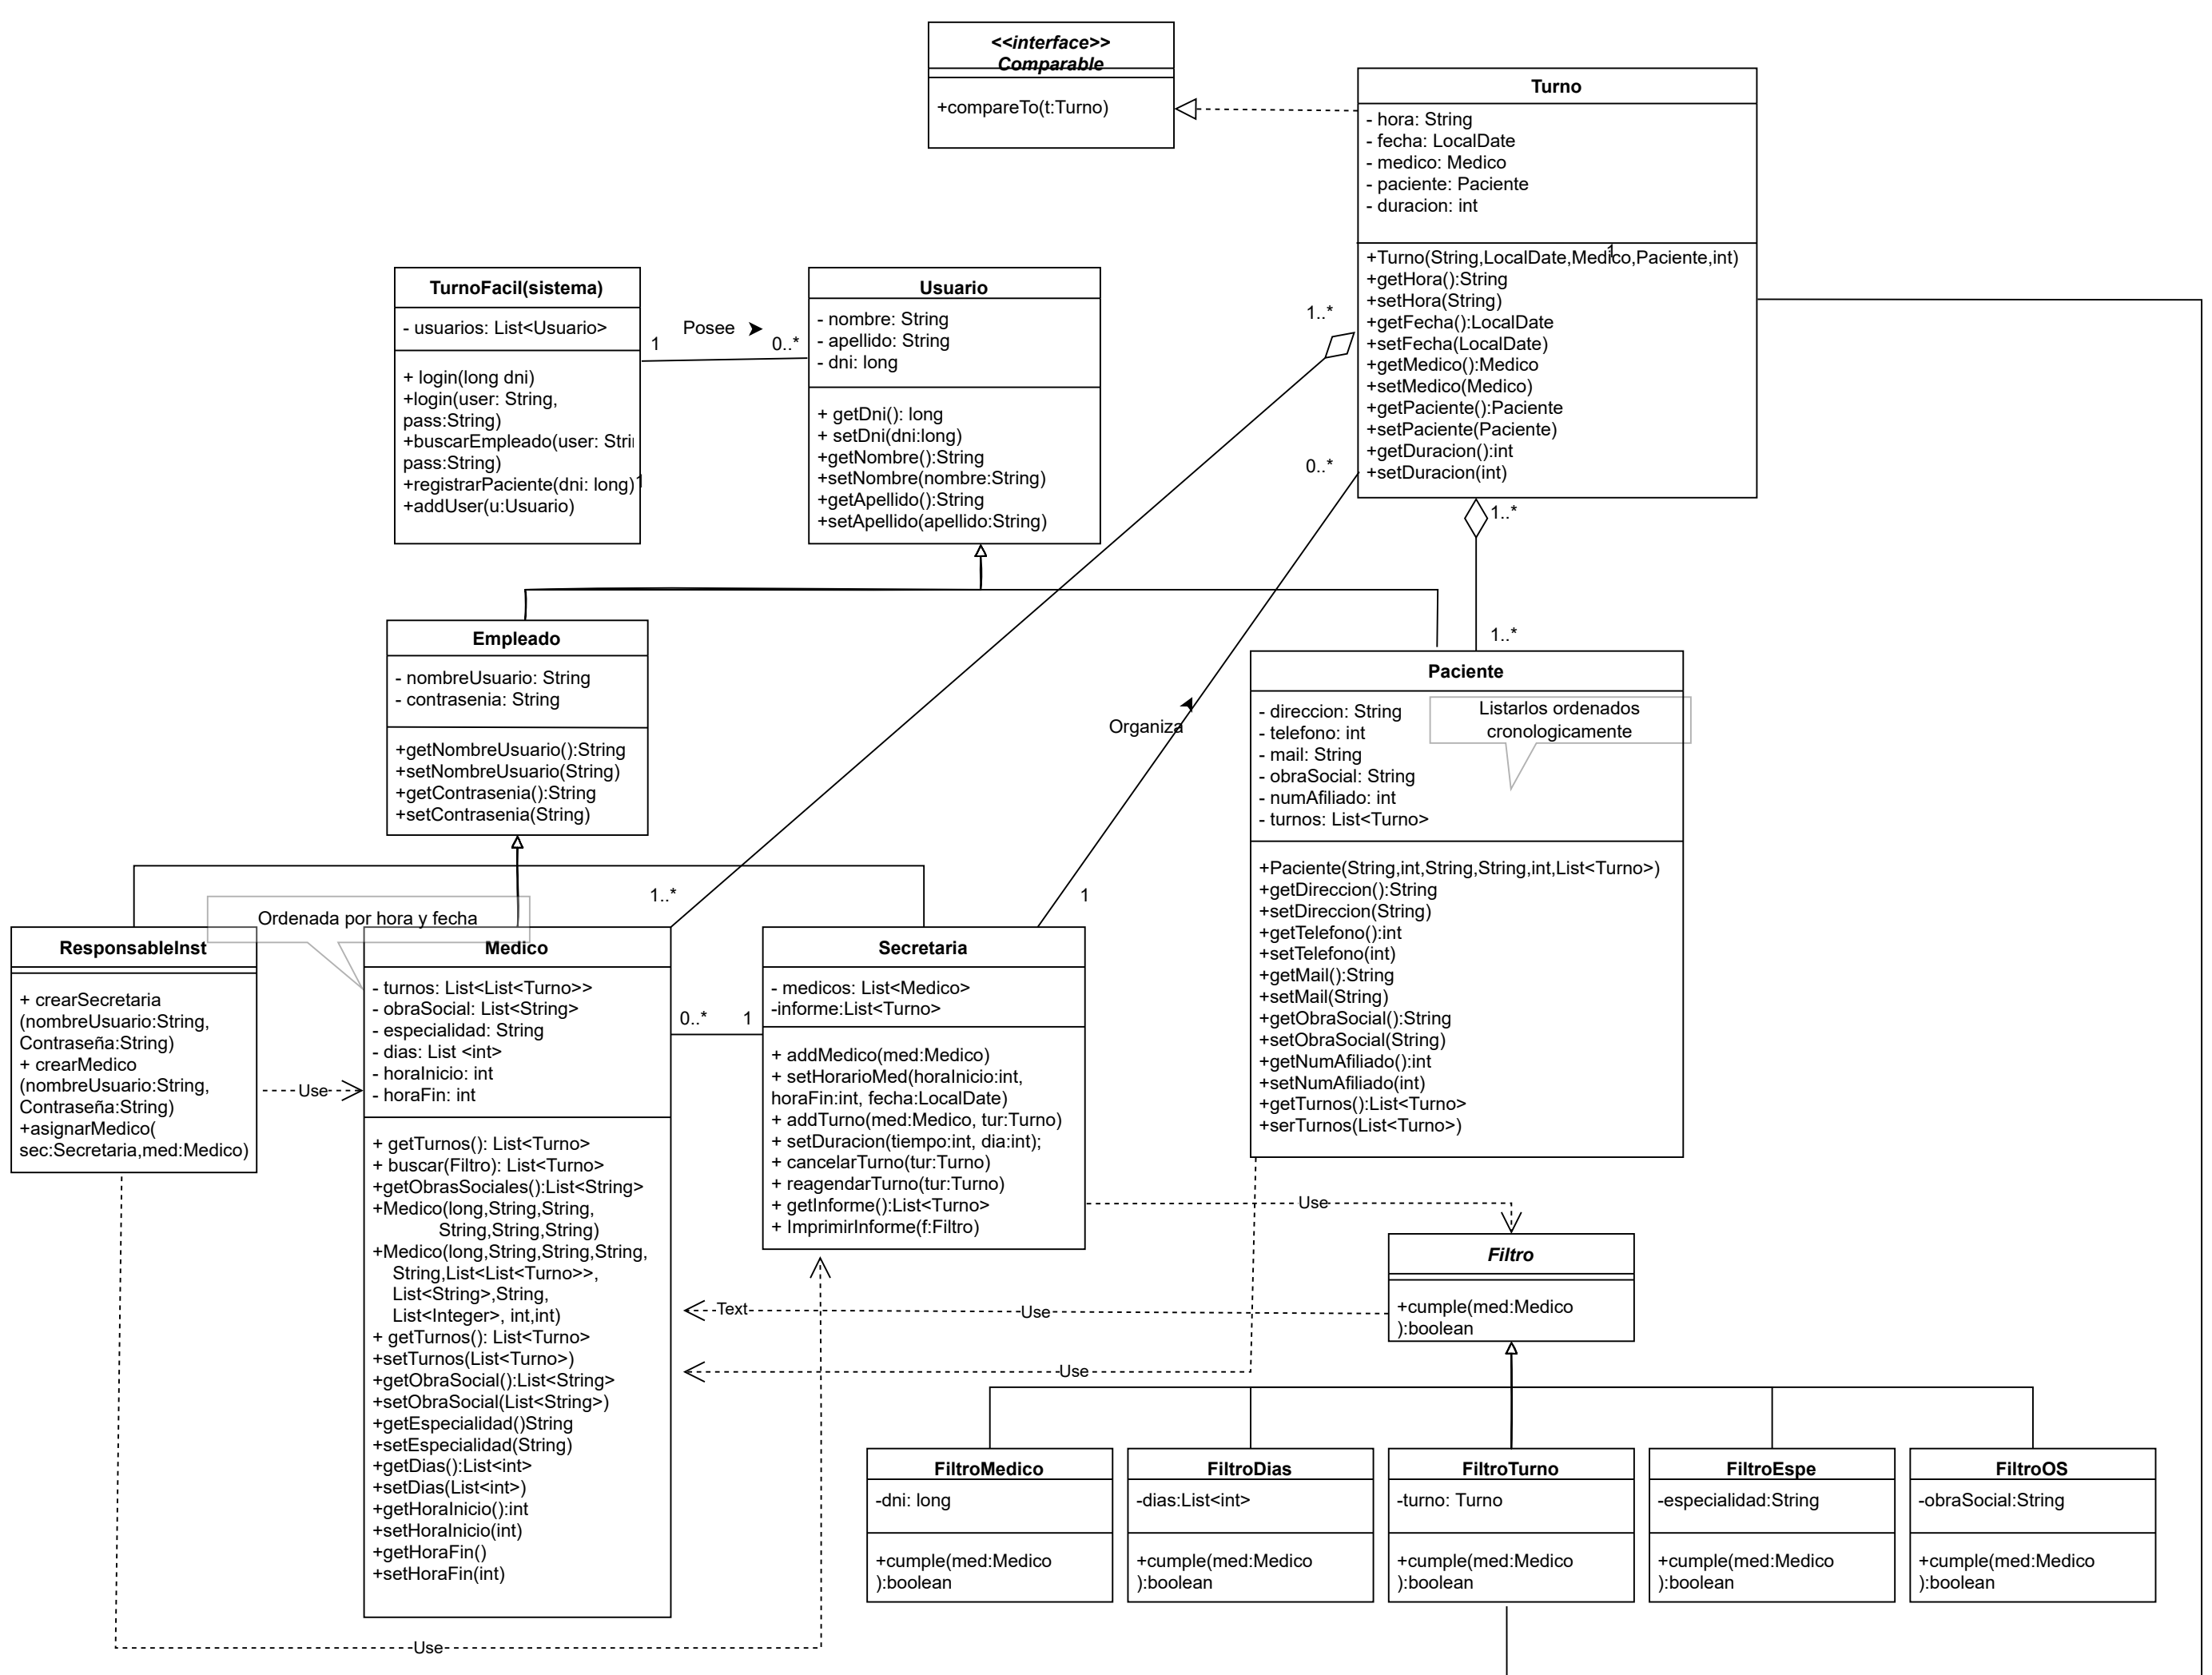 <<interface>>
Comparable
+compareTo(t:Turno)
Turno
- hora: String
- fecha: LocalDate
- medico: Medico
- paciente: Paciente
- duracion: int
1
+Turno(String,LocalDate,Medico,Paciente,int)
+getHora():String
+setHora(String)
+getFecha():LocalDate
+setFecha(LocalDate)
+getMedico():Medico
+setMedico(Medico)
+getPaciente():Paciente
+setPaciente(Paciente)
+getDuracion():int
+setDuracion(int)
TurnoFacil(sistema)
- usuarios: List<Usuario>
+ login(long dni)
+login(user: String,
pass:String)
+buscarEmpleado(user: Stri
pass:String)
+registrarPaciente(dni: long)
1
+addUser(u:Usuario)
1
Posee
0..*
Usuario
- nombre: String
- apellido: String
- dni: long
+ getDni(): long
+ setDni(dni:long)
+getNombre():String
+setNombre(nombre:String)
+getApellido():String
+setApellido(apellido:String)
1..*
0..*
1..*
1..*
Empleado
- nombreUsuario: String
- contrasenia: String
+getNombreUsuario():String
+setNombreUsuario(String)
+getContrasenia():String
+setContrasenia(String)
Organiza
Paciente
Listarlos ordenados
cronologicamente
- direccion: String
- telefono: int
- mail: String
- obraSocial: String
- numAfiliado: int
- turnos: List<Turno>
+Paciente(String,int,String,String,int,List<Turno>)
+getDireccion():String
+setDireccion(String)
+getTelefono():int
+setTelefono(int)
+getMail():String
+setMail(String)
+getObraSocial():String
+setObraSocial(String)
+getNumAfiliado():int
+setNumAfiliado(int)
+getTurnos():List<Turno>
+serTurnos(List<Turno>)
1..*
1
Ordenada por hora y fecha
ResponsableInst
+ crearSecretaria
(nombreUsuario:String,
Contraseña:String)
+ crearMedico
(nombreUsuario:String,
Contraseña:String)
+asignarMedico(
sec:Secretaria,med:Medico)
Use
Medico
- turnos: List<List<Turno>>
- obraSocial: List<String>
- especialidad: String
- dias: List <int>
- horaInicio: int
- horaFin: int
+ getTurnos(): List<Turno>
+ buscar(Filtro): List<Turno>
+getObrasSociales():List<String>
+Medico(long,String,String,
String,String,String)
+Medico(long,String,String,String,
String,List<List<Turno>>,
List<String>,String,
List<Integer>, int,int)
+ getTurnos(): List<Turno>
+setTurnos(List<Turno>)
+getObraSocial():List<String>
+setObraSocial(List<String>)
+getEspecialidad()String
+setEspecialidad(String)
+getDias():List<int>
+setDias(List<int>)
+getHoraInicio():int
+setHoraInicio(int)
+getHoraFin()
+setHoraFin(int)
0..*
1
Secretaria
- medicos: List<Medico>
-informe:List<Turno>
+ addMedico(med:Medico)
+ setHorarioMed(horaInicio:int,
horaFin:int, fecha:LocalDate)
+ addTurno(med:Medico, tur:Turno)
+ setDuracion(tiempo:int, dia:int);
+ cancelarTurno(tur:Turno)
+ reagendarTurno(tur:Turno)
+ getInforme():List<Turno>
+ ImprimirInforme(f:Filtro)
Use
Filtro
+cumple(med:Medico
):boolean
Text
Use
Use
FiltroMedico
-dni: long
+cumple(med:Medico
):boolean
FiltroDias
-dias:List<int>
+cumple(med:Medico
):boolean
FiltroTurno
-turno: Turno
+cumple(med:Medico
):boolean
FiltroEspe
-especialidad:String
+cumple(med:Medico
):boolean
FiltroOS
-obraSocial:String
+cumple(med:Medico
):boolean
Use